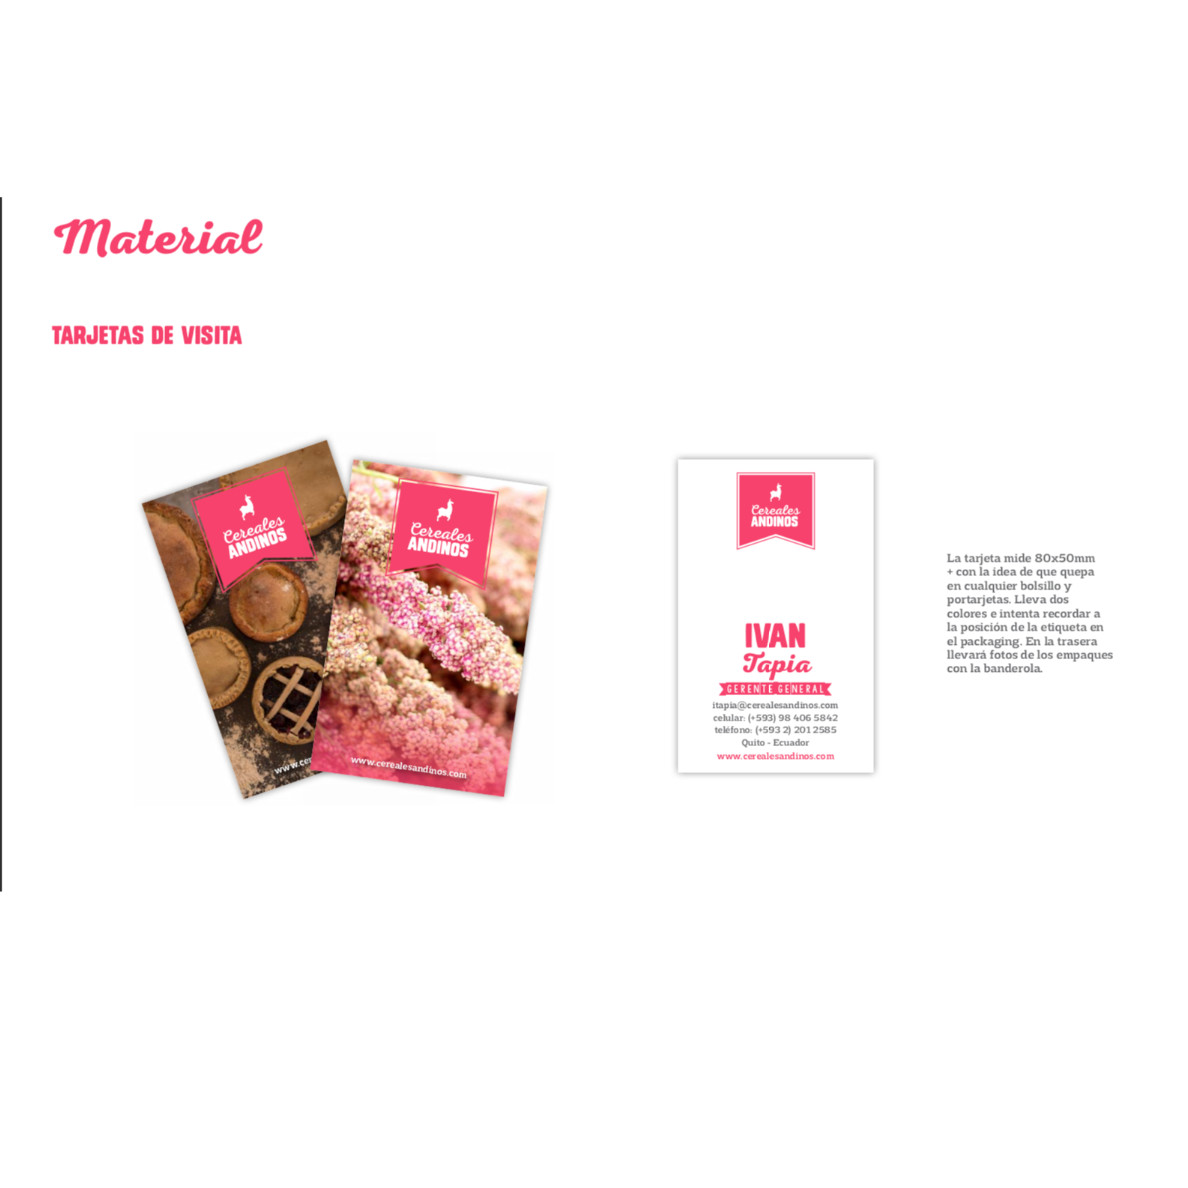 Material
TARJETAS DE VISITA
Cereales
ANDINOS
www.cer
Cereales
ANDINOS
www.cerealesandinos.com
Cereales
ANDINOS
IVAN
Tapia
GERENTE GENERAL
itapia@cerealesandinos.com
celular: (+593) 98 406 5842
teléfono: (+593 2) 201 2585
Quito - Ecuador
www.cerealesandinos.com
La tarjeta mide 80x50mm
+ con la idea de que quepa
en cualquier bolsillo y
portarjetas. Lleva dos
colores e intenta recordar a
la posición de la etiqueta en
el packaging. En la trasera
llevará fotos de los empaques
con la banderola.